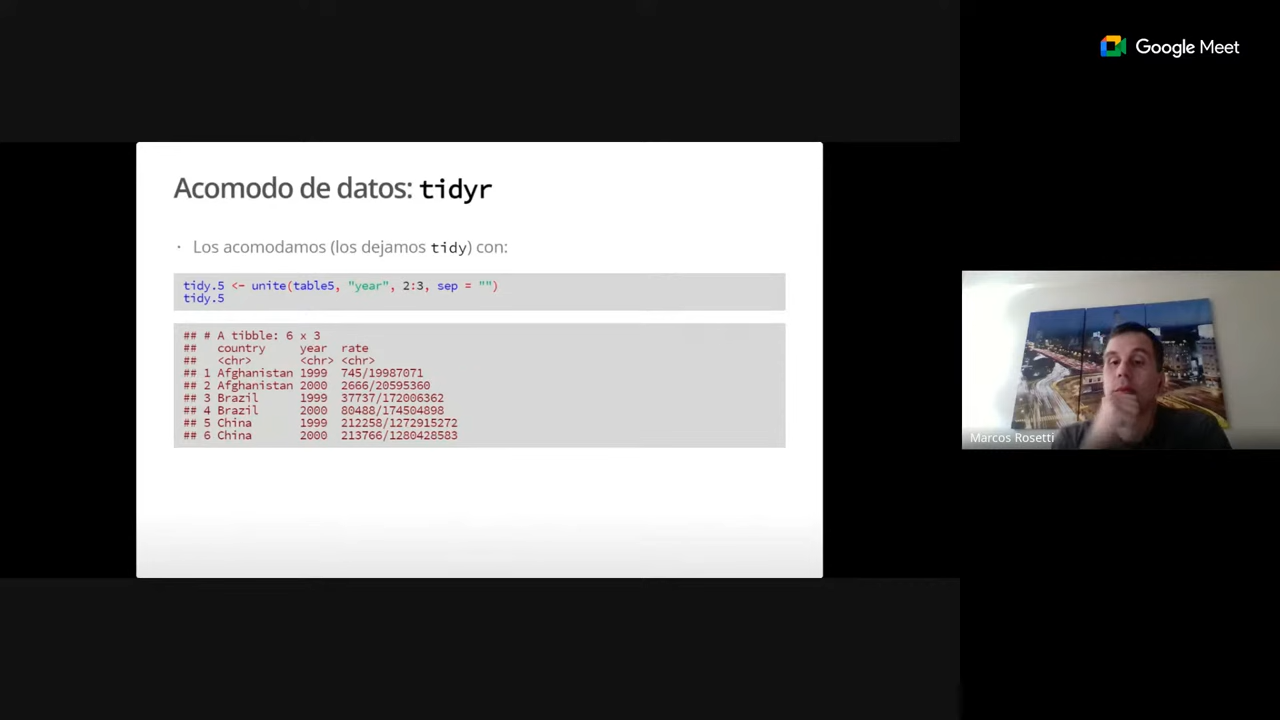 Google Meet
Acomodo de datos: tidyr
· Los acomodamos (los dejamos tidy) con:
tidy.5 <- unite(table5, "year", 2:3, sep = "")
tidy.5
## # A tibble: 6 x 3
##   country     year  rate
##   <chr>       <chr> <chr>
## 1 Afghanistan 1999  745/19987071
## 2 Afghanistan 2000  2666/20595360
## 3 Brazil      1999  37737/172006362
## 4 Brazil      2000  80488/174504898
## 5 China       1999  212258/1272915272
## 6 China       2000  213766/1280428583
Marcos Rosetti